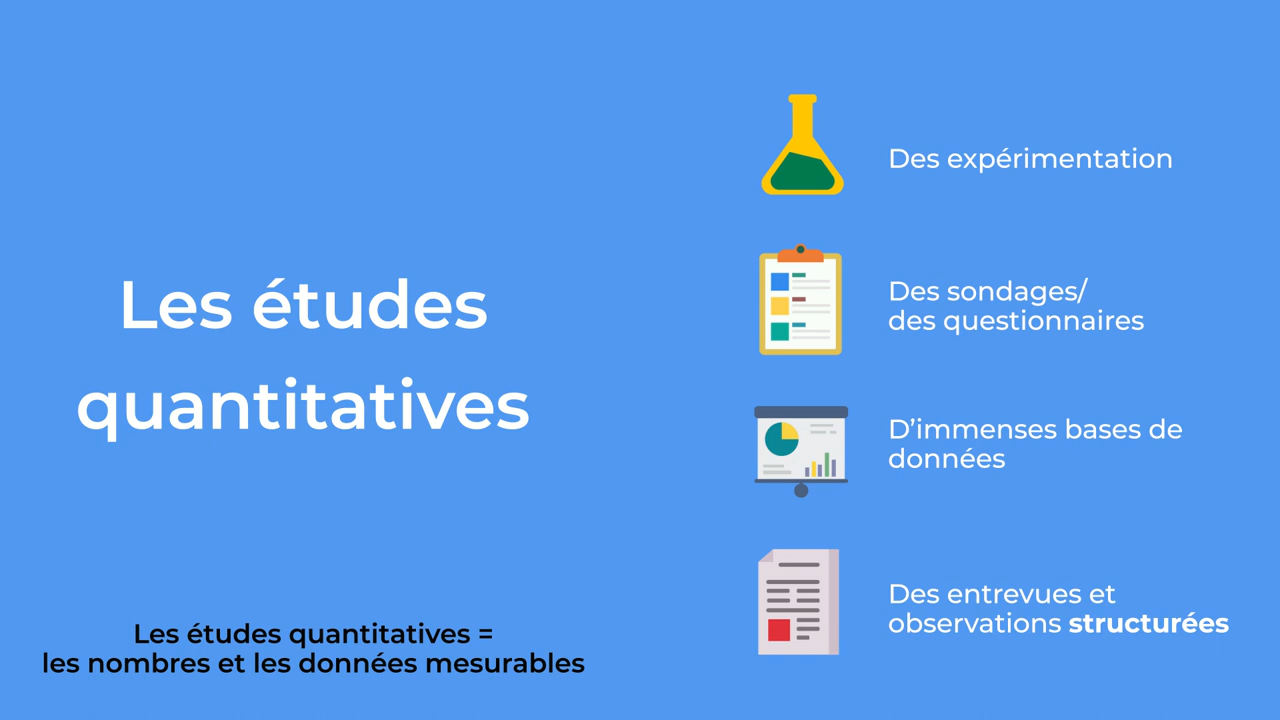 Les études
quantitatives
Les études quantitatives =
les nombres et les données mesurables
Des expérimentation
Des sondages/
des questionnaires
D’immenses bases de
données
Des entrevues et
observations structurées